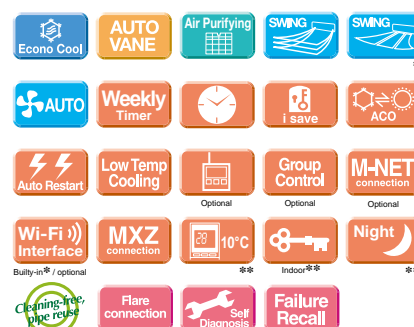 Econo Cool
AUTO
VANE
Air Purifying
SWING
SWING
AUTO
Weekly
Timer
i save
ACO
Auto Restart
Low Temp
Cooling
Optional
Group
Control
Optional
M-NET
connection
Optional
Wi-Fi
Interface
Builty-in✽ / optional
MXZ
connection
28
10°C
✽✽
Indoor✽✽
Night
Cleaning-free,
pipe reuse
Flare
connection
Self
Diagnosis
Failure
Recall